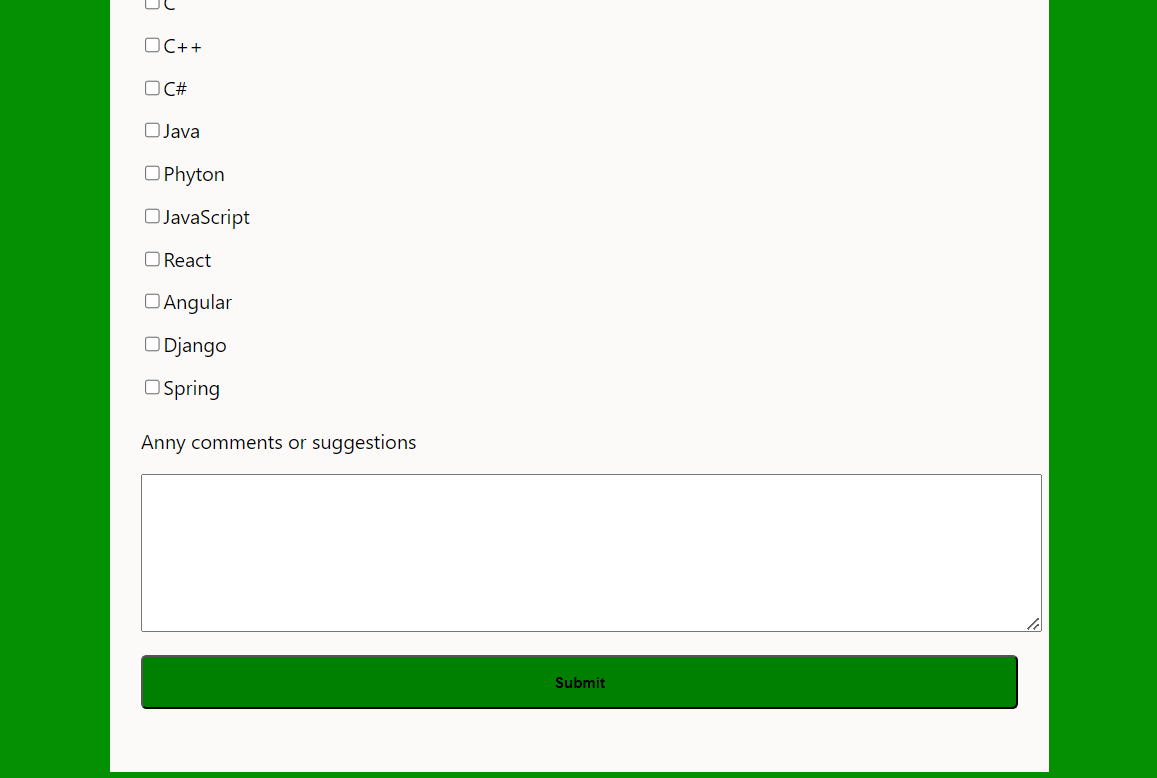 C
C++
C#
Java
Phyton
JavaScript
React
Angular
Django
Spring
Anny comments or suggestions
Submit